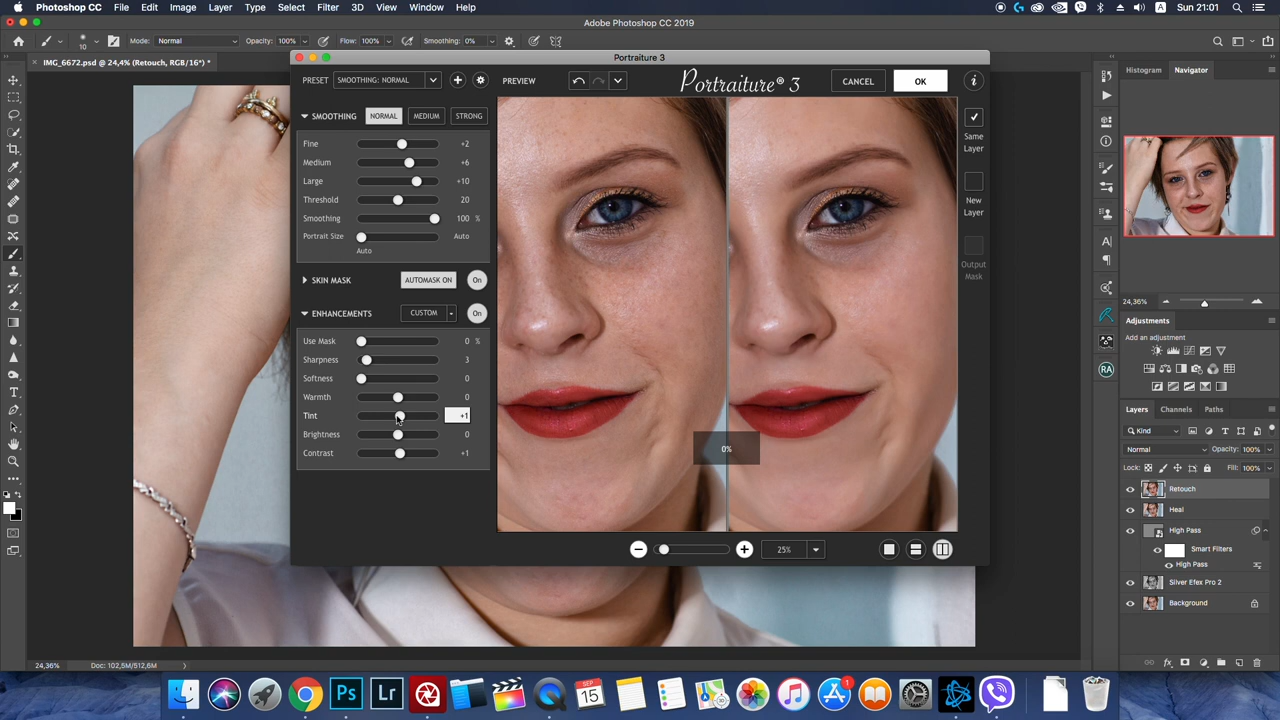 Photoshop CC File Edit Image Layer Type Select Filter 3D View Window Help
A Sun 21:01
Adobe Photoshop CC 2019
10 Mode: Normal Opacity: 100% Flow: 100% Smoothing: 0%
IMG_6672.psd @ 24,4% (Retouch, RGB/16*) *
Portraiture 3
PRESET SMOOTHING: NORMAL
PREVIEW
Portraiture® 3
CANCEL
OK
SMOOTHING NORMAL MEDIUM STRONG
Fine +2
Medium +6
Large +10
Threshold 20
Smoothing 100 %
Portrait Size Auto
Auto
SKIN MASK AUTOMASK ON On
ENHANCEMENTS CUSTOM On
Use Mask 0 %
Sharpness 3
Softness 0
Warmth 0
Tint +1
Brightness 0
Contrast +1
0%
25%
Same
Layer
New
Layer
Output
Mask
Histogram Navigator
24,36%
Adjustments
Add an adjustment
RA
Layers Channels Paths
Kind
Normal Opacity: 100%
Lock: Fill: 100%
Retouch
Heal
High Pass
Smart Filters
High Pass
Silver Efex Pro 2
Background
fx
24,36% Doc: 102,5M/512,6M
Ps
Lr
SEP
15
1